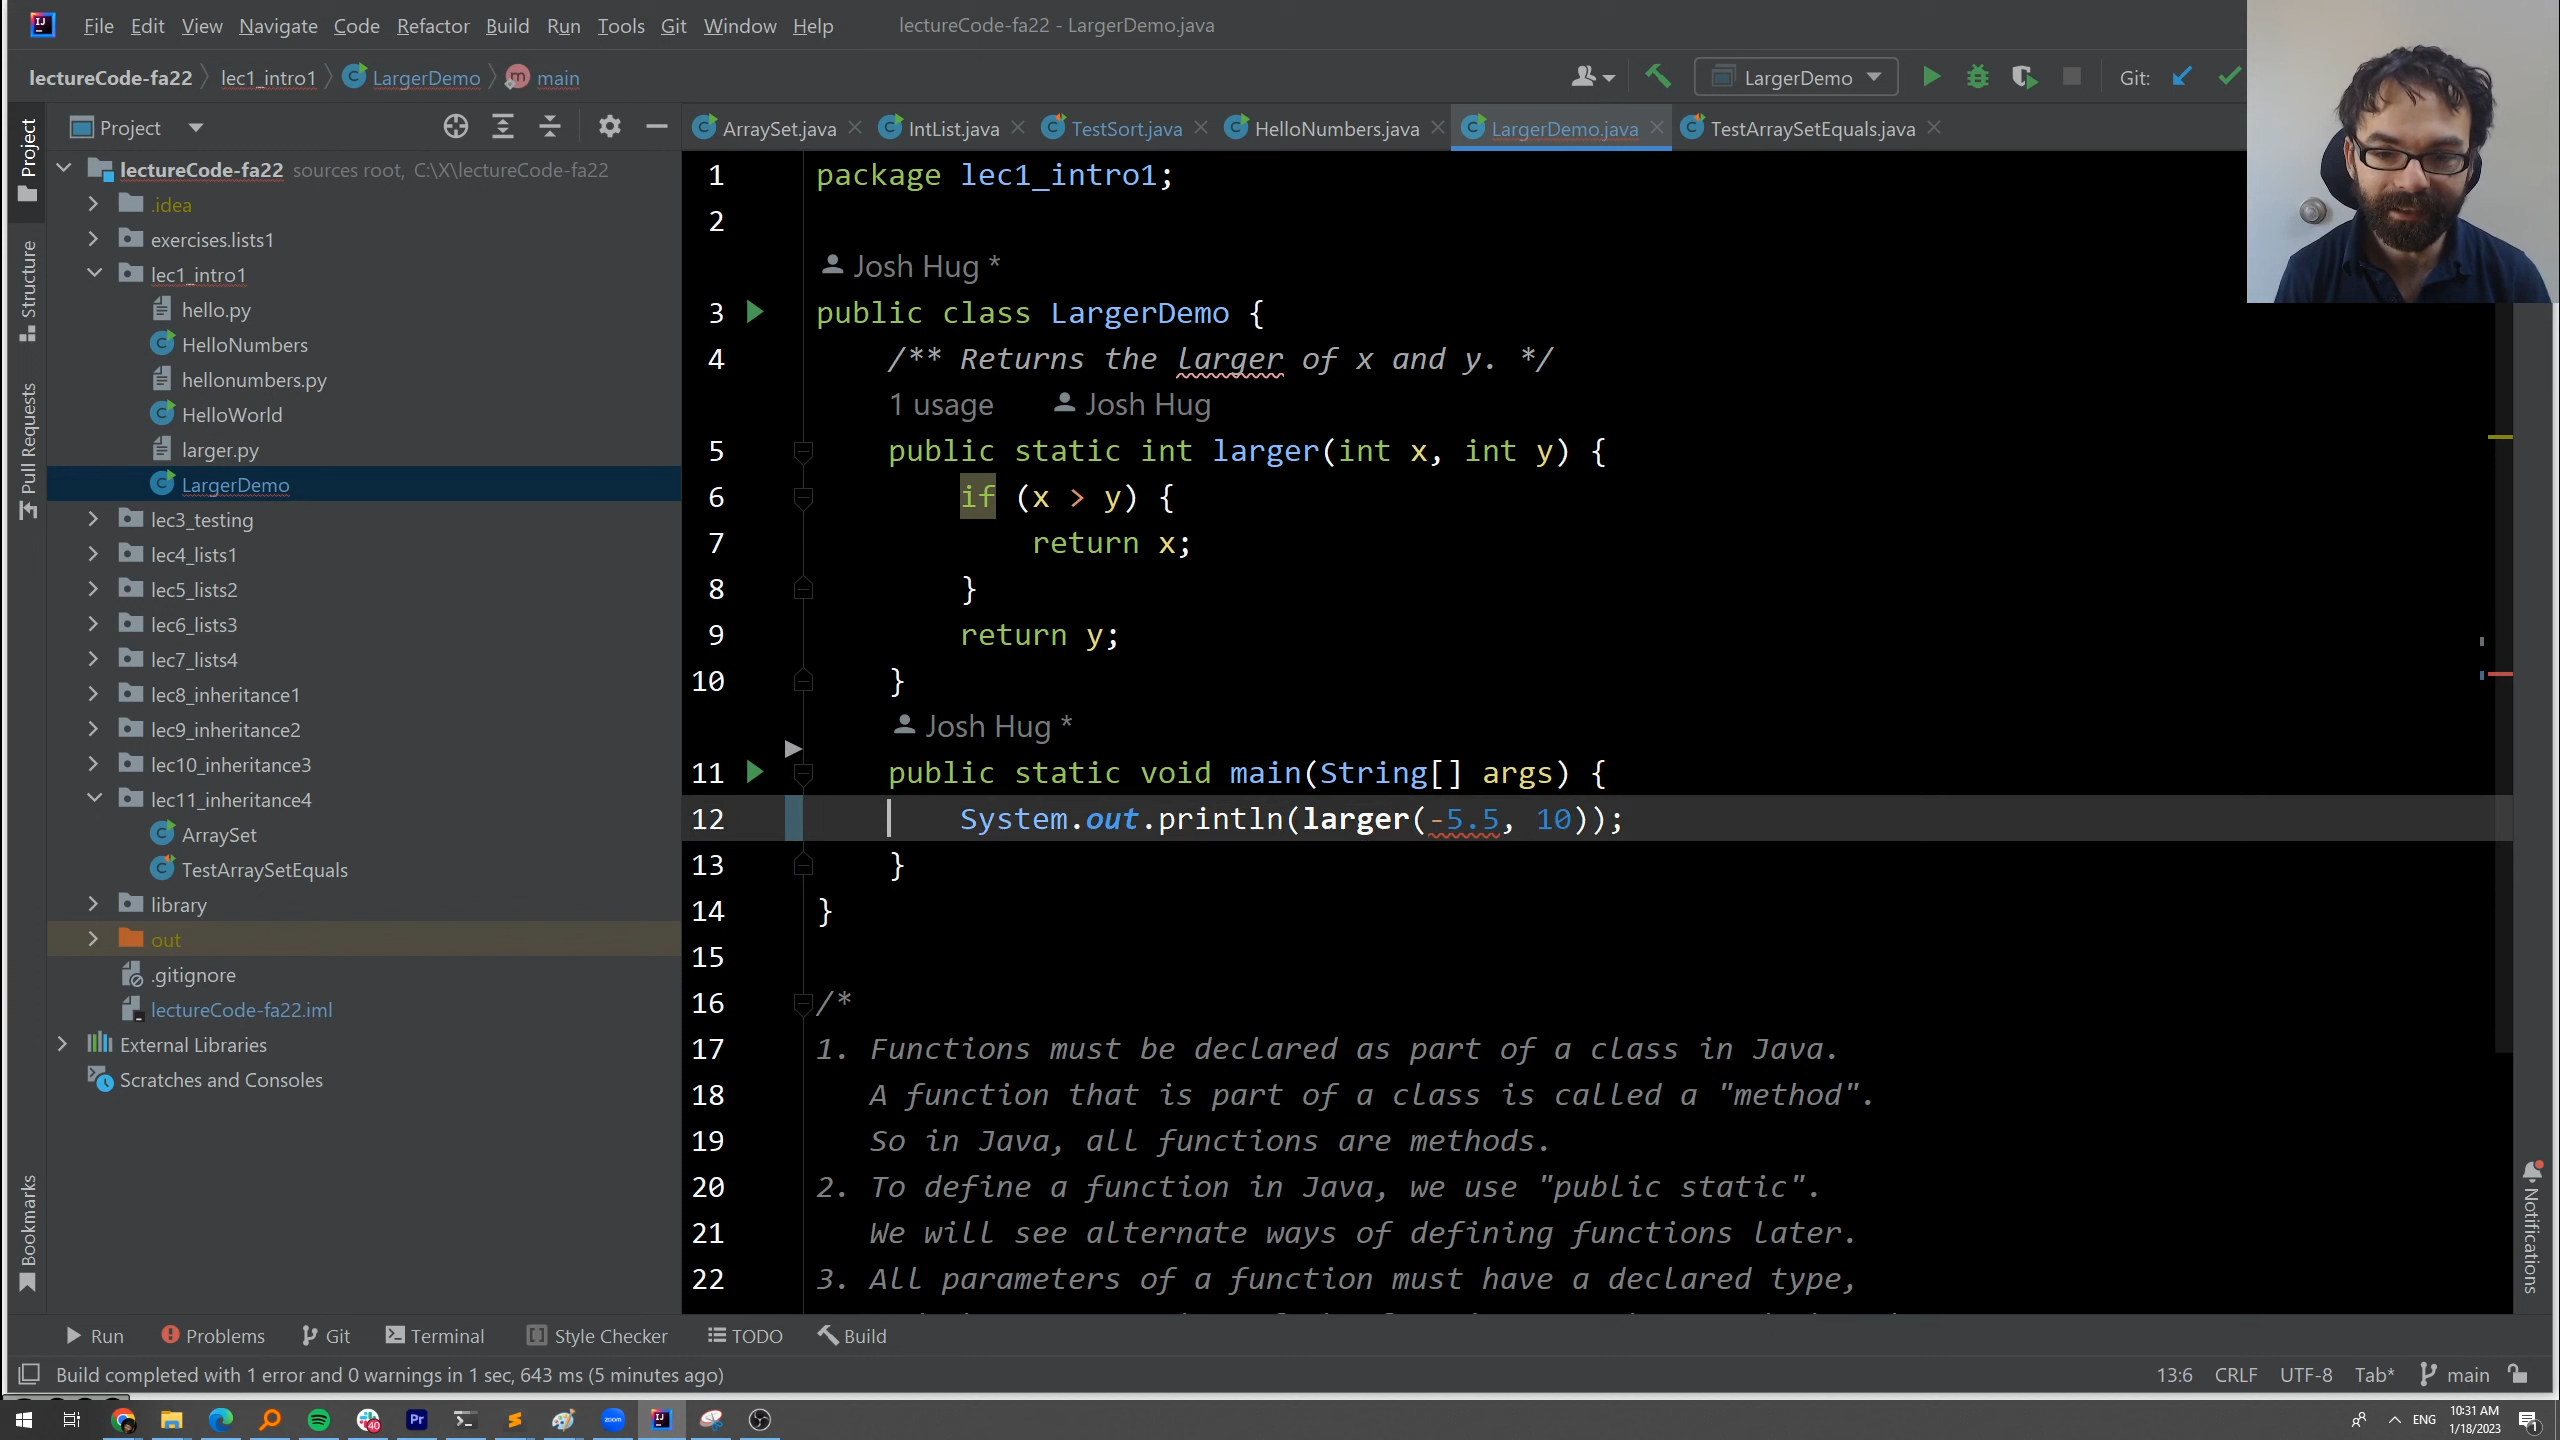 File Edit View Navigate Code Refactor Build Run Tools Git Window Help lectureCode-fa22 - LargerDemo.java
lectureCode-fa22 lec1_intro1 LargerDemo main LargerDemo Git:
Project
ArraySet.java IntList.java TestSort.java HelloNumbers.java LargerDemo.java TestArraySetEquals.java
Project
Structure
Pull Requests
Bookmarks
lectureCode-fa22 sources root, C:\X\lectureCode-fa22
.idea
exercises.lists1
lec1_intro1
hello.py
HelloNumbers
hellonumbers.py
HelloWorld
larger.py
LargerDemo
lec3_testing
lec4_lists1
lec5_lists2
lec6_lists3
lec7_lists4
lec8_inheritance1
lec9_inheritance2
lec10_inheritance3
lec11_inheritance4
ArraySet
TestArraySetEquals
library
out
.gitignore
lectureCode-fa22.iml
External Libraries
Scratches and Consoles
1 package lec1_intro1;
2
Josh Hug *
3 public class LargerDemo {
4 /** Returns the larger of x and y. */
1 usage Josh Hug
5 public static int larger(int x, int y) {
6 if (x > y) {
7 return x;
8 }
9 return y;
10 }
Josh Hug *
11 public static void main(String[] args) {
12 System.out.println(larger(-5.5, 10));
13 }
14 }
15
16 /*
17 1. Functions must be declared as part of a class in Java.
18 A function that is part of a class is called a "method".
19 So in Java, all functions are methods.
20 2. To define a function in Java, we use "public static".
21 We will see alternate ways of defining functions later.
22 3. All parameters of a function must have a declared type,
Notifications
Run Problems Git Terminal Style Checker TODO Build
Build completed with 1 error and 0 warnings in 1 sec, 643 ms (5 minutes ago) 13:6 CRLF UTF-8 Tab* main
Pr zoom IJ 40 ENG 10:31 AM
1/18/2023 1